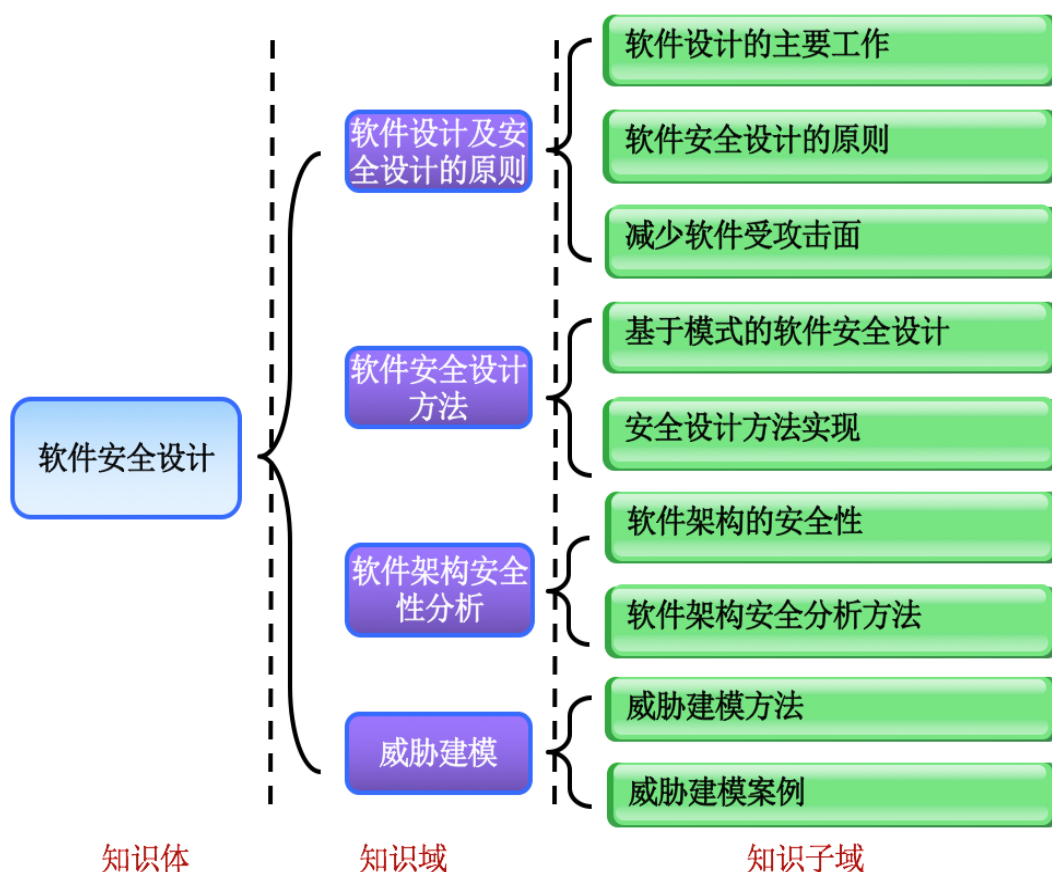 软件安全设计
软件设计及安
全设计的原则
软件安全设计
方法
软件架构安全
性分析
威胁建模
软件设计的主要工作
软件安全设计的原则
减少软件受攻击面
基于模式的软件安全设计
安全设计方法实现
软件架构的安全性
软件架构安全分析方法
威胁建模方法
威胁建模案例
知识体
知识域
知识子域